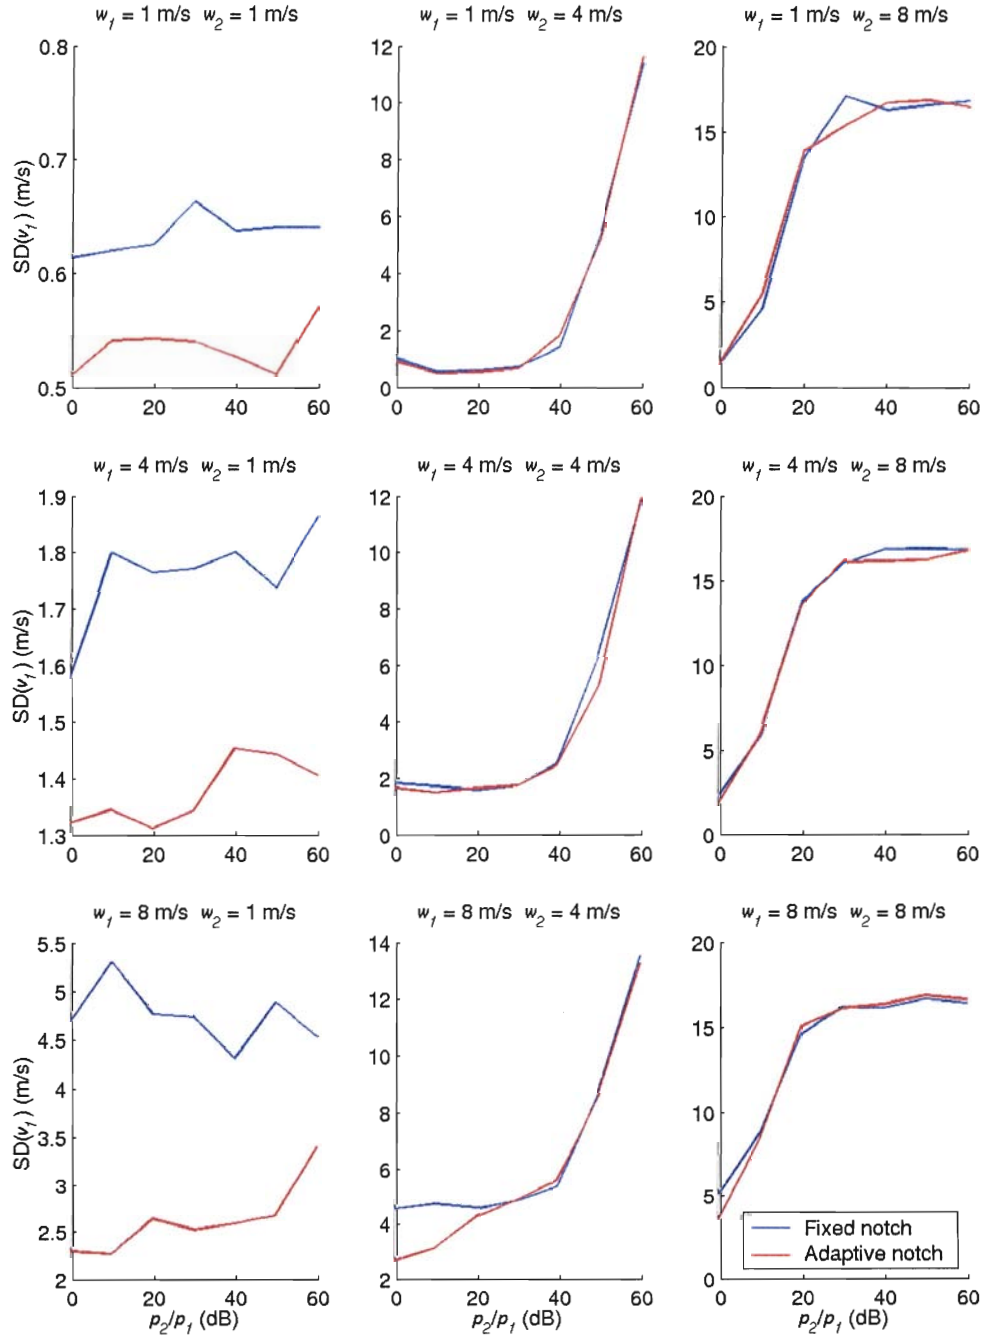 w1 = 1 m/s w2 = 1 m/s
w1 = 1 m/s w2 = 4 m/s
w1 = 1 m/s w2 = 8 m/s
0.8
0.7
0.6
0.5
SD(v1) (m/s)
0 20 40 60
12
10
8
6
4
2
0
0 20 40 60
20
15
10
5
0
0 20 40 60
w1 = 4 m/s w2 = 1 m/s
w1 = 4 m/s w2 = 4 m/s
w1 = 4 m/s w2 = 8 m/s
1.9
1.8
1.7
1.6
1.5
1.4
1.3
SD(v1) (m/s)
0 20 40 60
12
10
8
6
4
2
0
0 20 40 60
20
15
10
5
0
0 20 40 60
w1 = 8 m/s w2 = 1 m/s
w1 = 8 m/s w2 = 4 m/s
w1 = 8 m/s w2 = 8 m/s
5.5
5
4.5
4
3.5
3
2.5
2
SD(v1) (m/s)
0 20 40 60
p2/p1 (dB)
14
12
10
8
6
4
2
0 20 40 60
p2/p1 (dB)
20
15
10
5
0
0 20 40 60
p2/p1 (dB)
Fixed notch
Adaptive notch